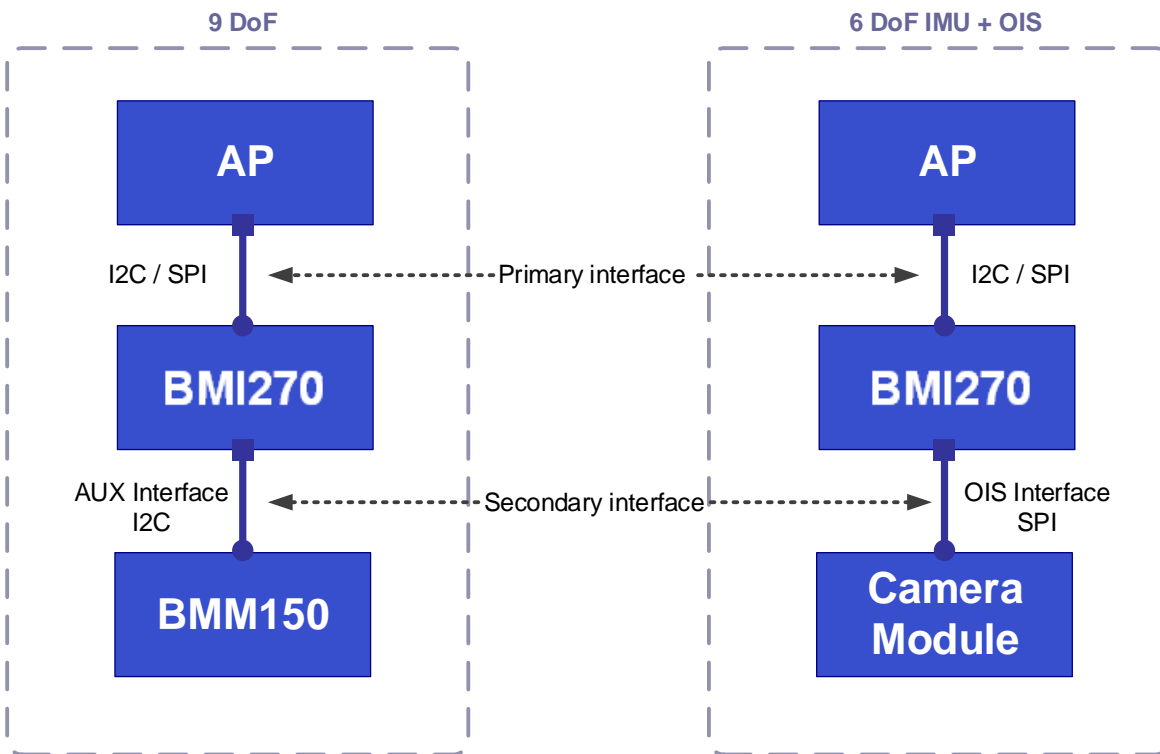 9 DoF
6 DoF IMU + OIS
AP
AP
I2C / SPI
Primary interface
I2C / SPI
BMI270
BMI270
AUX Interface
I2C
Secondary interface
OIS Interface
SPI
BMM150
Camera
Module